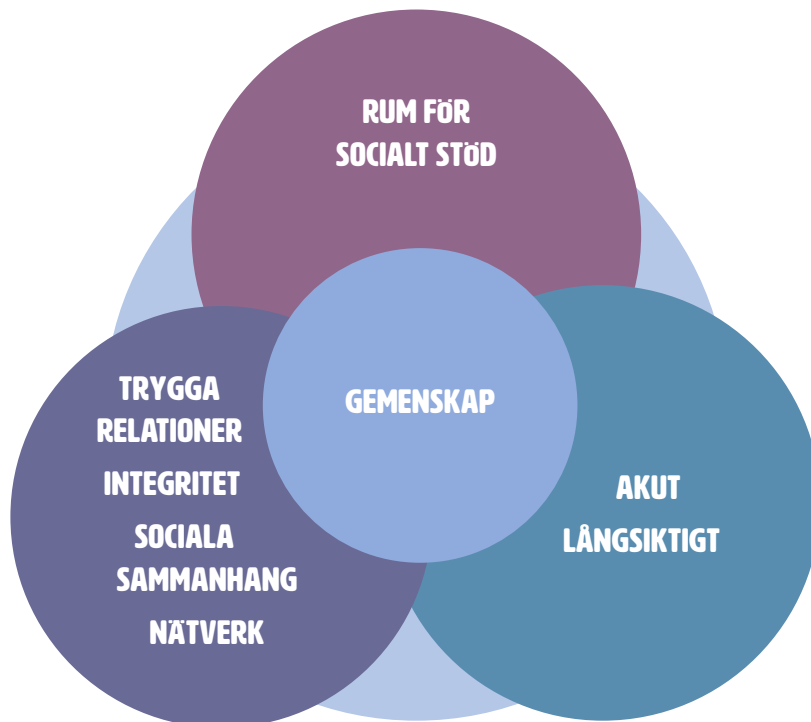 RUM FÖR
SOCIALT STÖD
TRYGGA
RELATIONER
INTEGRITET
SOCIALA
SAMMANHANG
NÄTVERK
GEMENSKAP
AKUT
LÅNGSIKTIGT